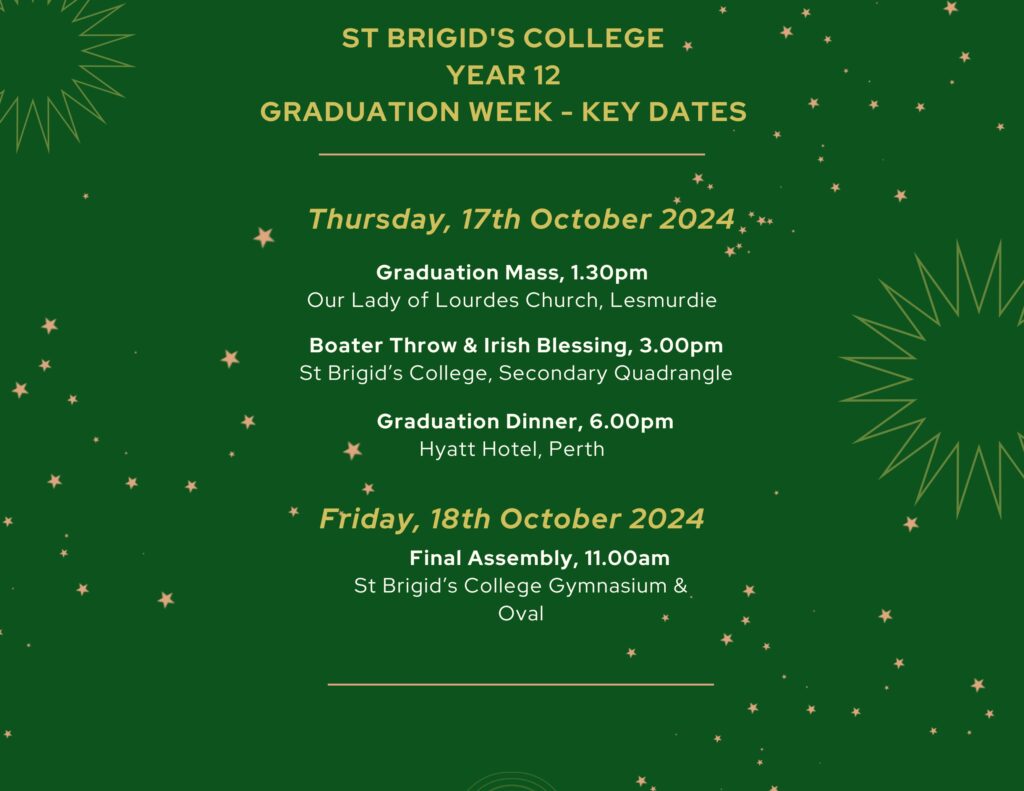 ST BRIGID'S COLLEGE
YEAR 12
GRADUATION WEEK - KEY DATES
Thursday, 17th October 2024
Graduation Mass, 1.30pm
Our Lady of Lourdes Church, Lesmurdie
Boater Throw & Irish Blessing, 3.00pm
St Brigid’s College, Secondary Quadrangle
Graduation Dinner, 6.00pm
Hyatt Hotel, Perth
Friday, 18th October 2024
Final Assembly, 11.00am
St Brigid’s College Gymnasium &
Oval